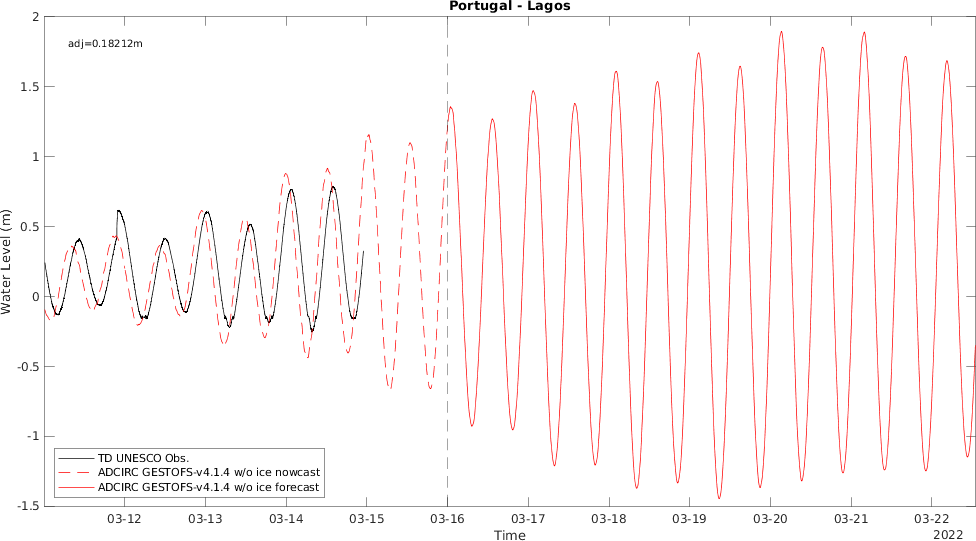 Portugal - Lagos
adj=0.18212m
Water Level (m)
2
1.5
1
0.5
0
-0.5
-1
-1.5
TD UNESCO Obs.
ADCIRC GESTOFS-v4.1.4 w/o ice nowcast
ADCIRC GESTOFS-v4.1.4 w/o ice forecast
03-12 03-13 03-14 03-15 03-16 03-17 03-18 03-19 03-20 03-21 03-22
Time
2022